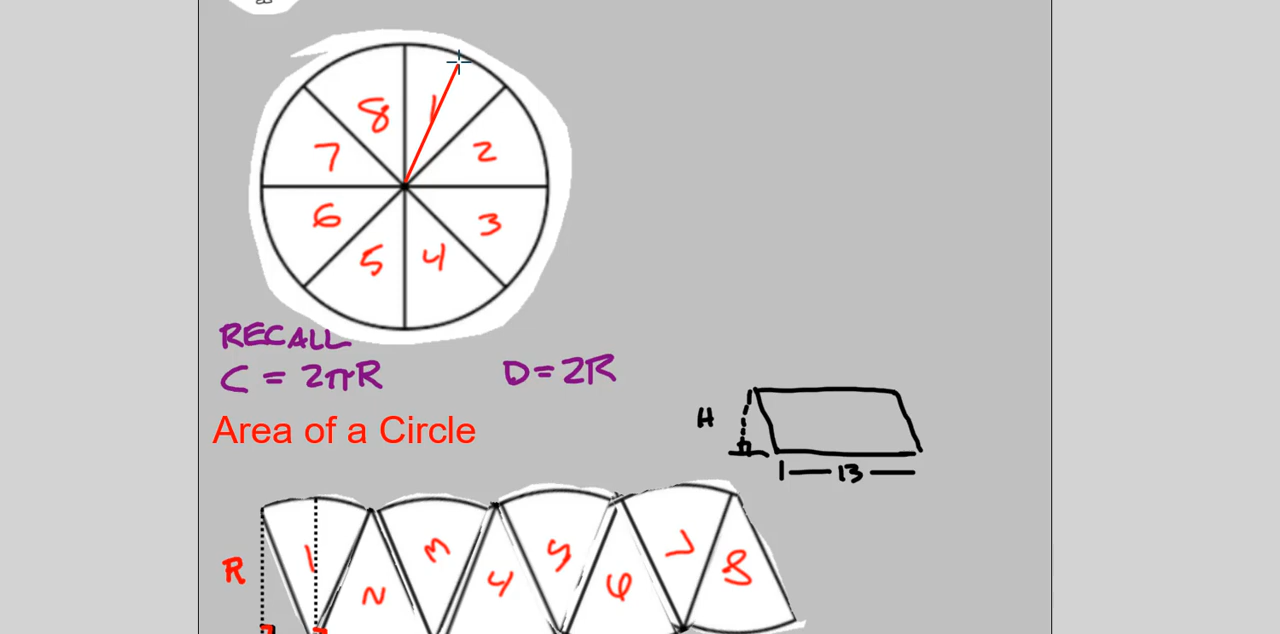 8 1
7 2
6 3
5 4
RECALL
C = 2πR D = 2R
Area of a Circle
H
13
R 1 2 3 4 5 6 7 8